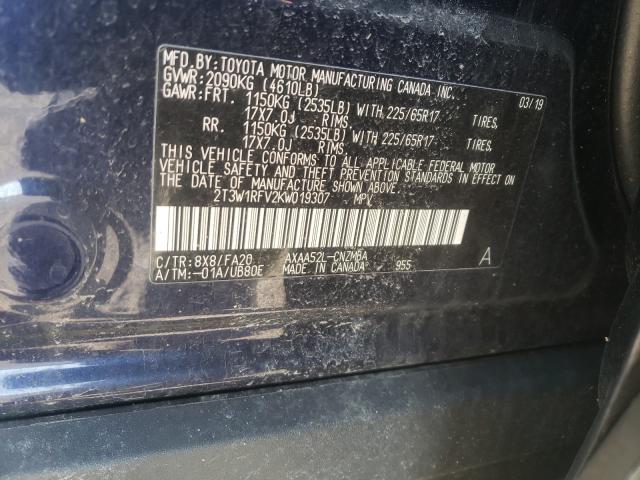 MFD.BY:TOYOTA MOTOR MANUFACTURING CANADA INC. 03/19
GVWR:2090KG (4610LB)
GAWR:FRT. 1150KG (2535LB) WITH 225/65R17 TIRES,
17X7.0J RIMS,
RR. 1150KG (2535LB) WITH 225/65R17 TIRES,
17X7.0J RIMS,
THIS VEHICLE CONFORMS TO ALL APPLICABLE FEDERAL MOTOR
VEHICLE SAFETY AND THEFT PREVENTION STANDARDS IN EFFECT ON
THE DATE OF MANUFACTURE SHOWN ABOVE.
2T3W1RFV2KW019307 MPV
C/TR:8X8/FA20 AXAA52L-CNZMBA A
A/TM:-01A/UB80E MADE IN CANADA 955